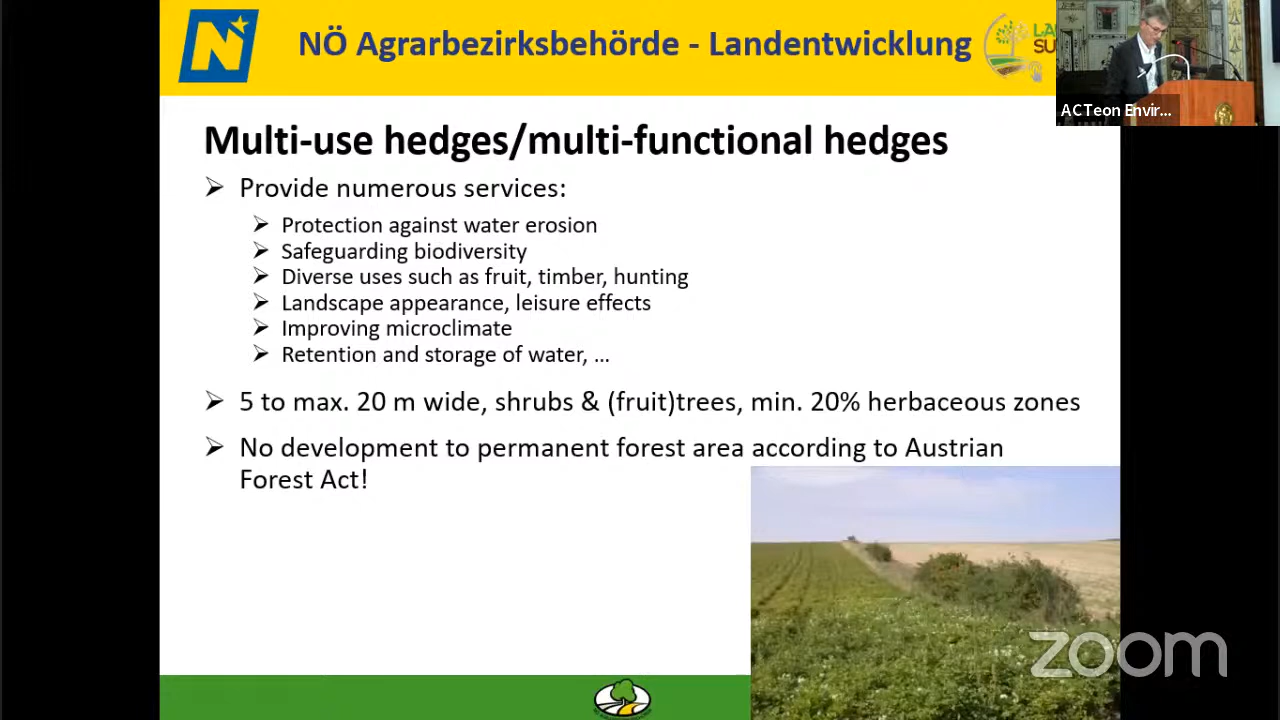 N
NÖ Agrarbezirksbehörde - Landentwicklung
LA
SU
ACTeon Envir...
Multi-use hedges/multi-functional hedges
Provide numerous services:
Protection against water erosion
Safeguarding biodiversity
Diverse uses such as fruit, timber, hunting
Landscape appearance, leisure effects
Improving microclimate
Retention and storage of water, ...
5 to max. 20 m wide, shrubs & (fruit)trees, min. 20% herbaceous zones
No development to permanent forest area according to Austrian
Forest Act!
zoom